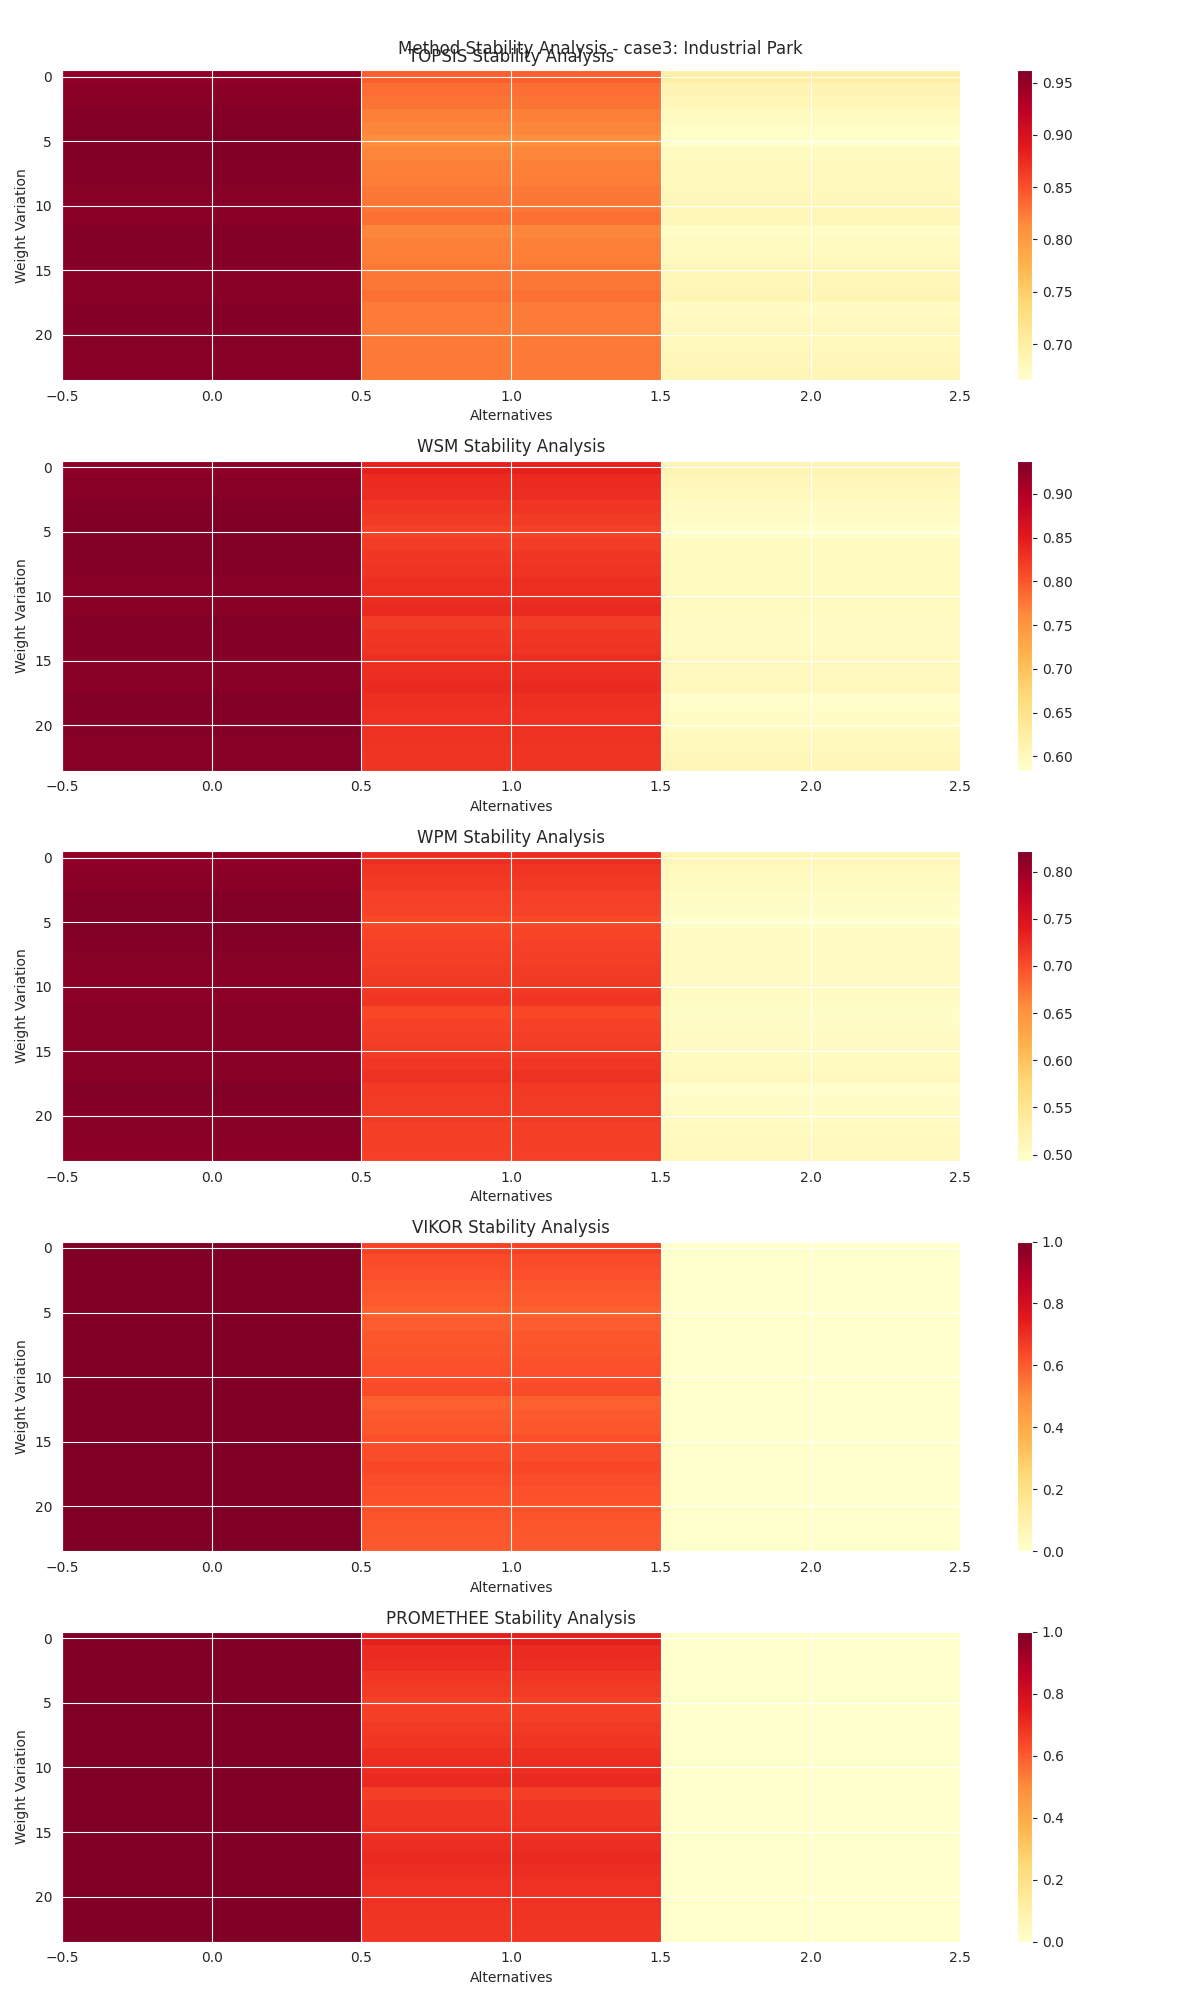 Method Stability Analysis - case3: Industrial Park
TOPSIS Stability Analysis
0
5
10
15
20
Weight Variation
−0.5 0.0 0.5 1.0 1.5 2.0 2.5
Alternatives
0.95
0.90
0.85
0.80
0.75
0.70
WSM Stability Analysis
0
5
10
15
20
Weight Variation
−0.5 0.0 0.5 1.0 1.5 2.0 2.5
Alternatives
0.90
0.85
0.80
0.75
0.70
0.65
0.60
WPM Stability Analysis
0
5
10
15
20
Weight Variation
−0.5 0.0 0.5 1.0 1.5 2.0 2.5
Alternatives
0.80
0.75
0.70
0.65
0.60
0.55
0.50
VIKOR Stability Analysis
0
5
10
15
20
Weight Variation
−0.5 0.0 0.5 1.0 1.5 2.0 2.5
Alternatives
1.0
0.8
0.6
0.4
0.2
0.0
PROMETHEE Stability Analysis
0
5
10
15
20
Weight Variation
−0.5 0.0 0.5 1.0 1.5 2.0 2.5
Alternatives
1.0
0.8
0.6
0.4
0.2
0.0